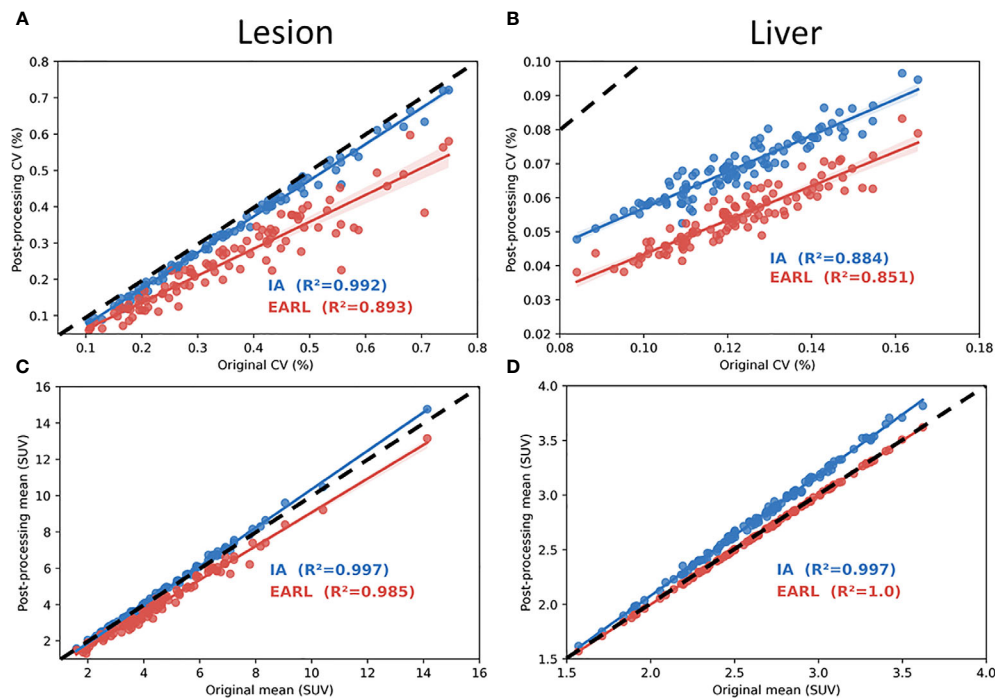 A
Lesion
0.8
0.7
0.6
0.5
0.4
0.3
0.2
0.1
Post-processing CV (%)
IA (R²=0.992)
EARL (R²=0.893)
0.1 0.2 0.3 0.4 0.5 0.6 0.7 0.8
Original CV (%)
B
Liver
0.10
0.09
0.08
0.07
0.06
0.05
0.04
0.03
0.02
Post-processing CV (%)
IA (R²=0.884)
EARL (R²=0.851)
0.08 0.10 0.12 0.14 0.16 0.18
Original CV (%)
C
16
14
12
10
8
6
4
2
Post-processing mean (SUV)
IA (R²=0.997)
EARL (R²=0.985)
2 4 6 8 10 12 14 16
Original mean (SUV)
D
4.0
3.5
3.0
2.5
2.0
1.5
Post-processing mean (SUV)
IA (R²=0.997)
EARL (R²=1.0)
1.5 2.0 2.5 3.0 3.5 4.0
Original mean (SUV)